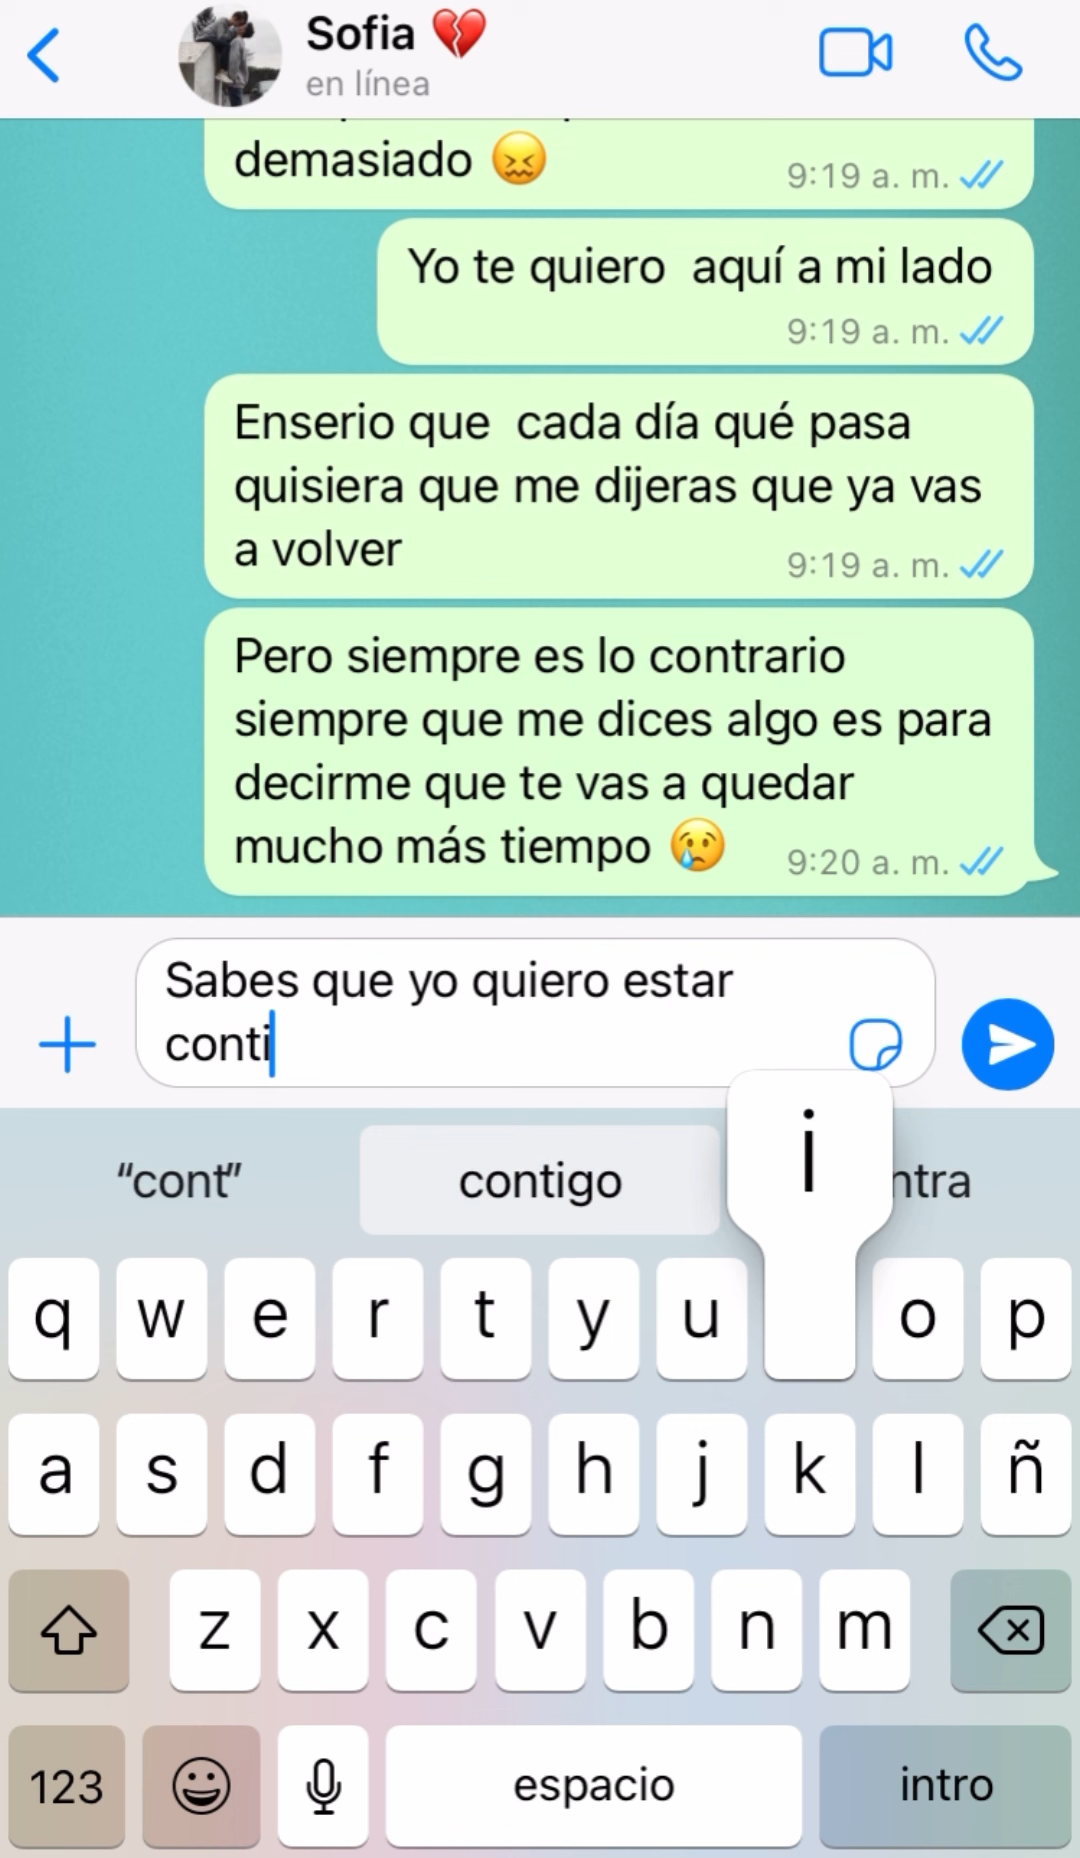 Sofia 💔
en línea
demasiado 😖
9:19 a. m.
Yo te quiero  aquí a mi lado
9:19 a. m.
Enserio que  cada día qué pasa
quisiera que me dijeras que ya vas
a volver
9:19 a. m.
Pero siempre es lo contrario
siempre que me dices algo es para
decirme que te vas a quedar
mucho más tiempo 😢
9:20 a. m.
Sabes que yo quiero estar
conti
“cont” contigo ntra
i
q w e r t y u o p
a s d f g h j k l ñ
z x c v b n m
123 espacio intro